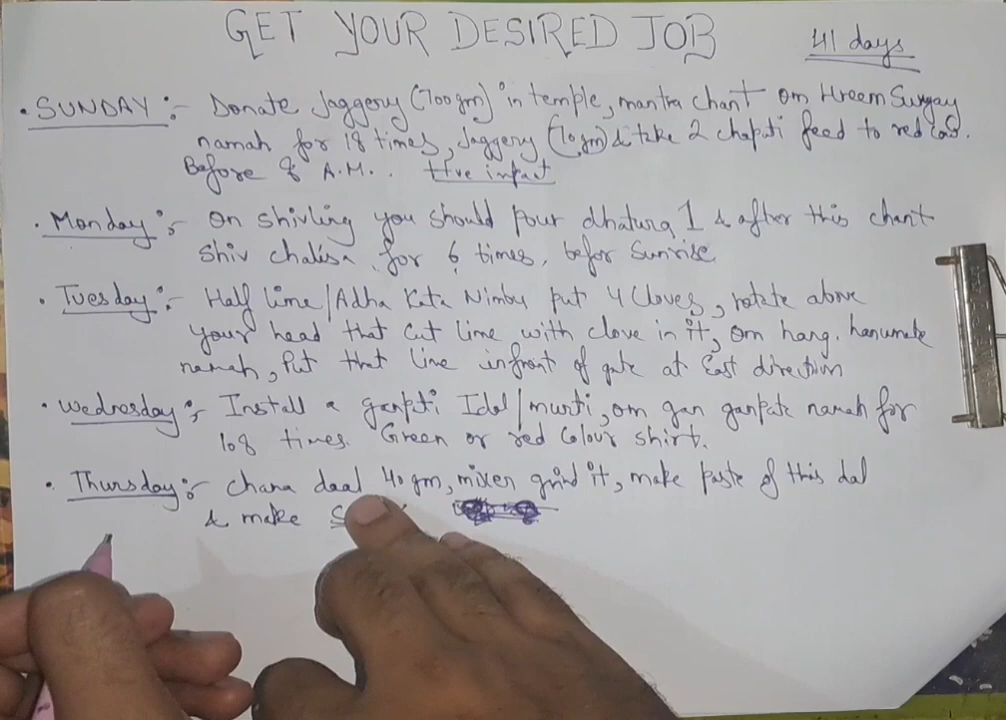 GET YOUR DESIRED JOB 41 days
• SUNDAY :- Donate Jaggery (700 gm) in temple, mantra chant om Hreem Suryay
namah for 18 times, Jaggery (70 gm) & take 2 chapati feed to red cow.
Before 8 A.M.. +tve impact
• Monday :- On shivling you should pour dhatura 1 & after this chant
Shiv chalisa for 6 times, befor Sunrise
• Tuesday :- Half lime/Adha Kata Nimbu put 4 Cloves, rotate above
your head that cut lime with clove in it, om hang. hanumate
namah, Put that lime infront of gate at East direction
• Wednesday :- Install a ganpati Idol/murti, om gan ganpate namah for
108 times. Green or red Colour shirt.
• Thursday :- chana daal 40 gm, mixer grind it, make paste of this dal
& make